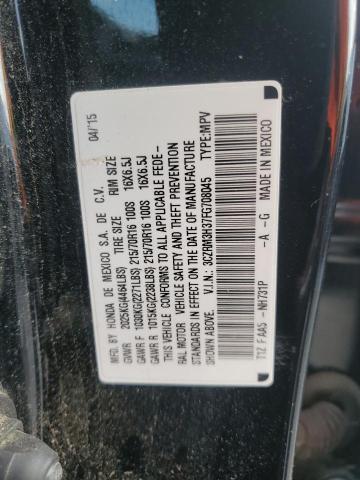 MFD. BY HONDA DE MEXICO S.A. DE C.V. 04/15
TIRE SIZE RIM SIZE
GVWR 2025KG(4464LBS)
GAWR F 1030KG(2271LBS) 215/70R16 100S 16X6.5J
GAWR R 1015KG(2238LBS) 215/70R16 100S 16X6.5J
THIS VEHICLE CONFORMS TO ALL APPLICABLE FEDE-
RAL MOTOR VEHICLE SAFETY AND THEFT PREVENTION
STANDARDS IN EFFECT ON THE DATE OF MANUFACTURE
SHOWN ABOVE.
V.I.N: 3CZRM3H37FG708045 TYPE:MPV
T1Z F AA5 - NH731P -A -G MADE IN MEXICO